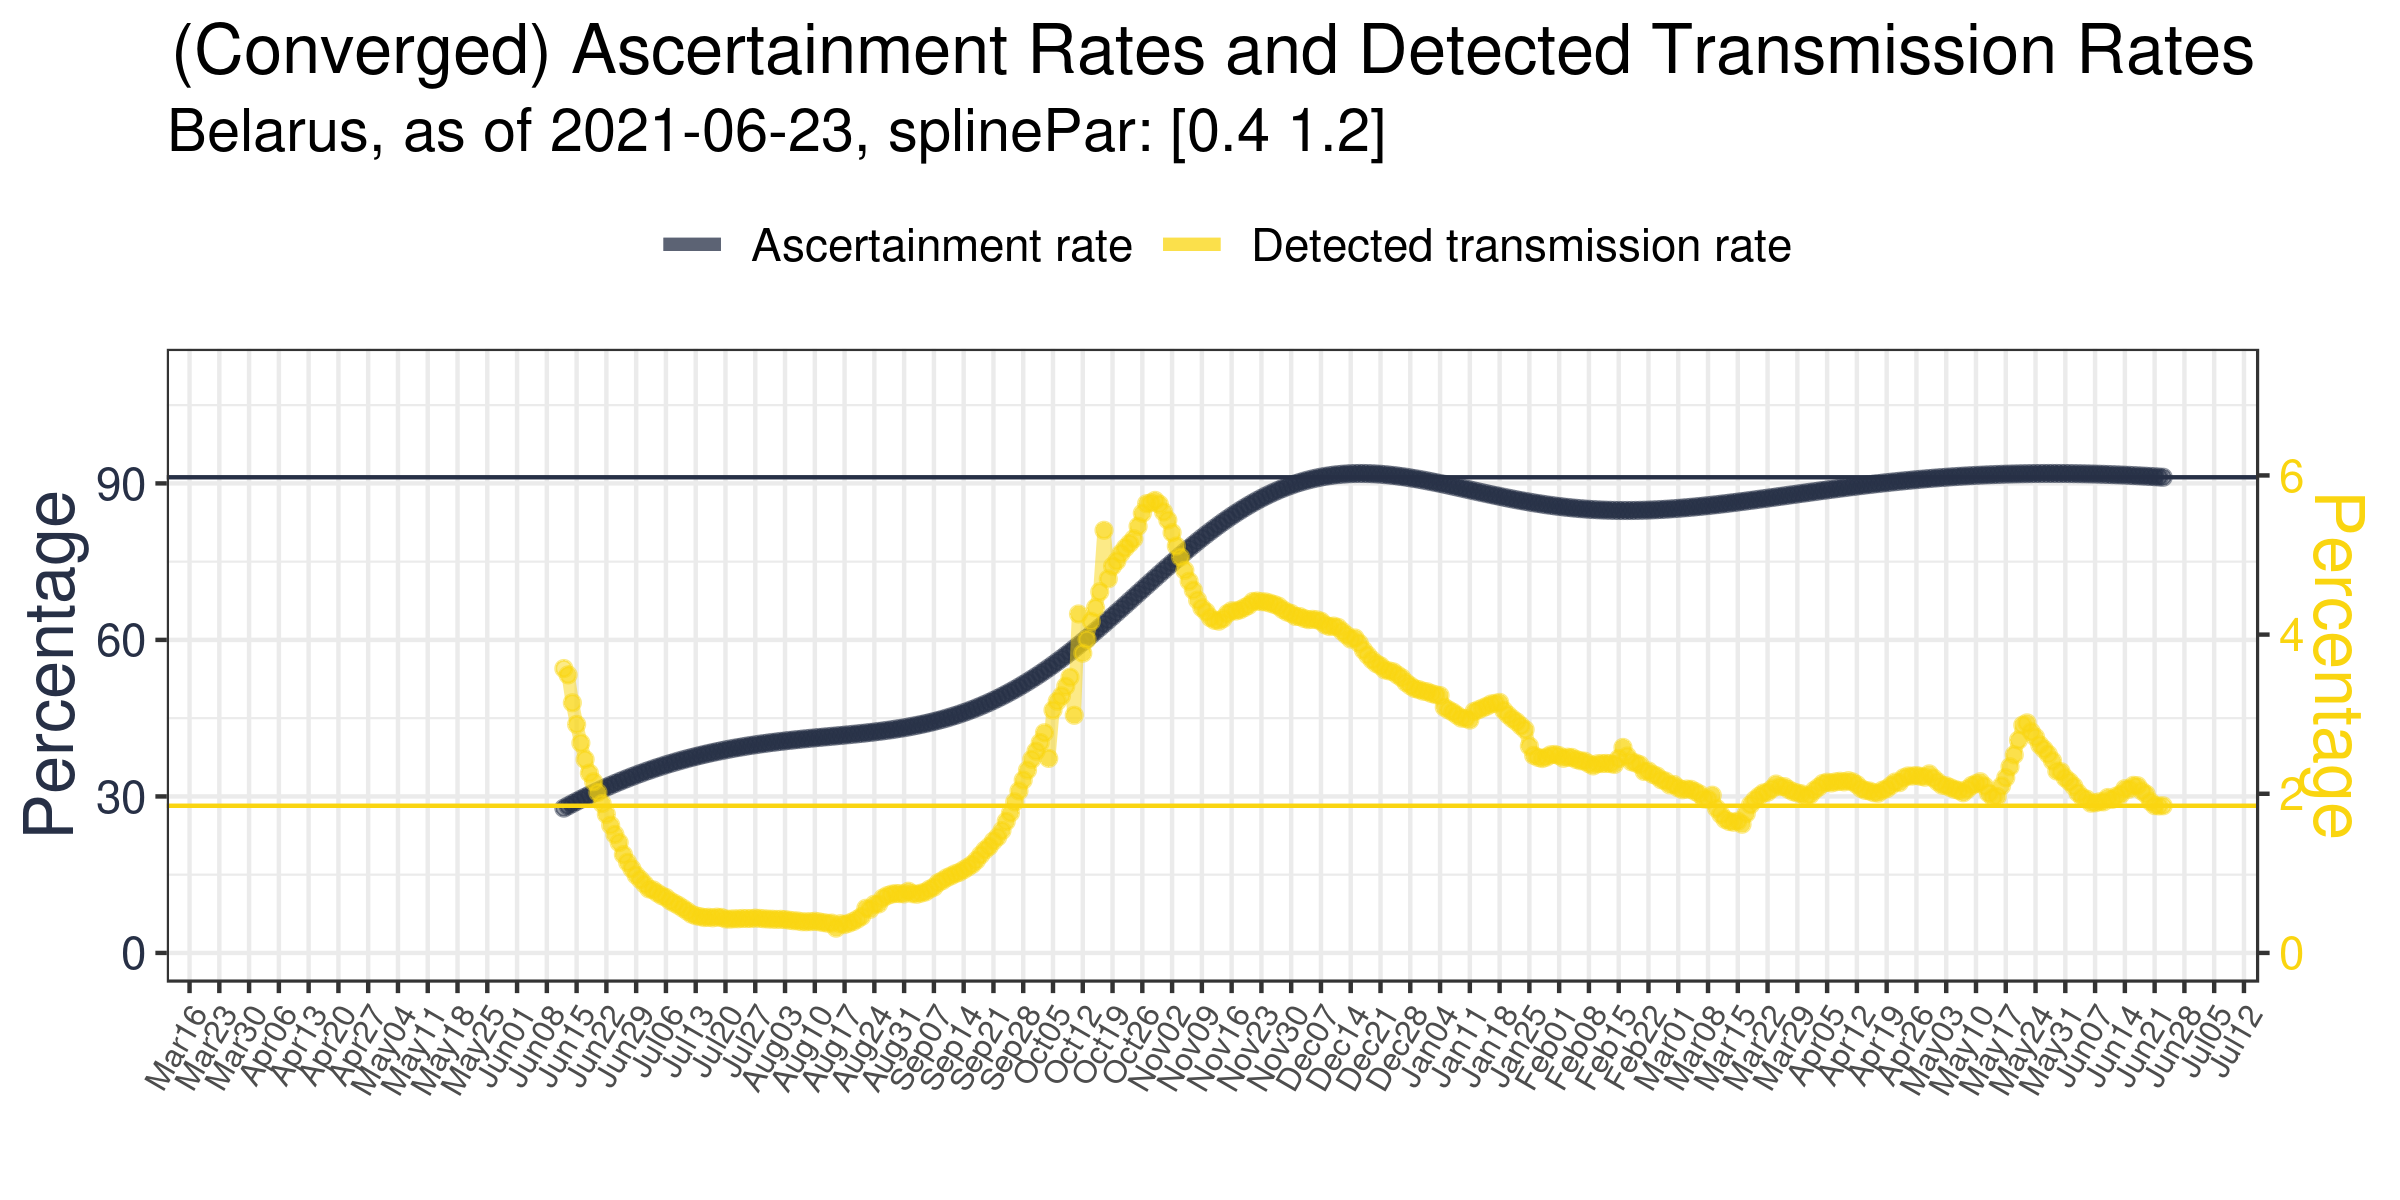 (Converged) Ascertainment Rates and Detected Transmission Rates
Belarus, as of 2021-06-23, splinePar: [0.4 1.2]
Ascertainment rate
Detected transmission rate
Percentage
90
60
30
0
6
4
2
0
Percentage
Mar16
Mar23
Mar30
Apr06
Apr13
Apr20
Apr27
May04
May11
May18
May25
Jun01
Jun08
Jun15
Jun22
Jun29
Jul06
Jul13
Jul20
Jul27
Aug03
Aug10
Aug17
Aug24
Aug31
Sep07
Sep14
Sep21
Sep28
Oct05
Oct12
Oct19
Oct26
Nov02
Nov09
Nov16
Nov23
Nov30
Dec07
Dec14
Dec21
Dec28
Jan04
Jan11
Jan18
Jan25
Feb01
Feb08
Feb15
Feb22
Mar01
Mar08
Mar15
Mar22
Mar29
Apr05
Apr12
Apr19
Apr26
May03
May10
May17
May24
May31
Jun07
Jun14
Jun21
Jun28
Jul05
Jul12